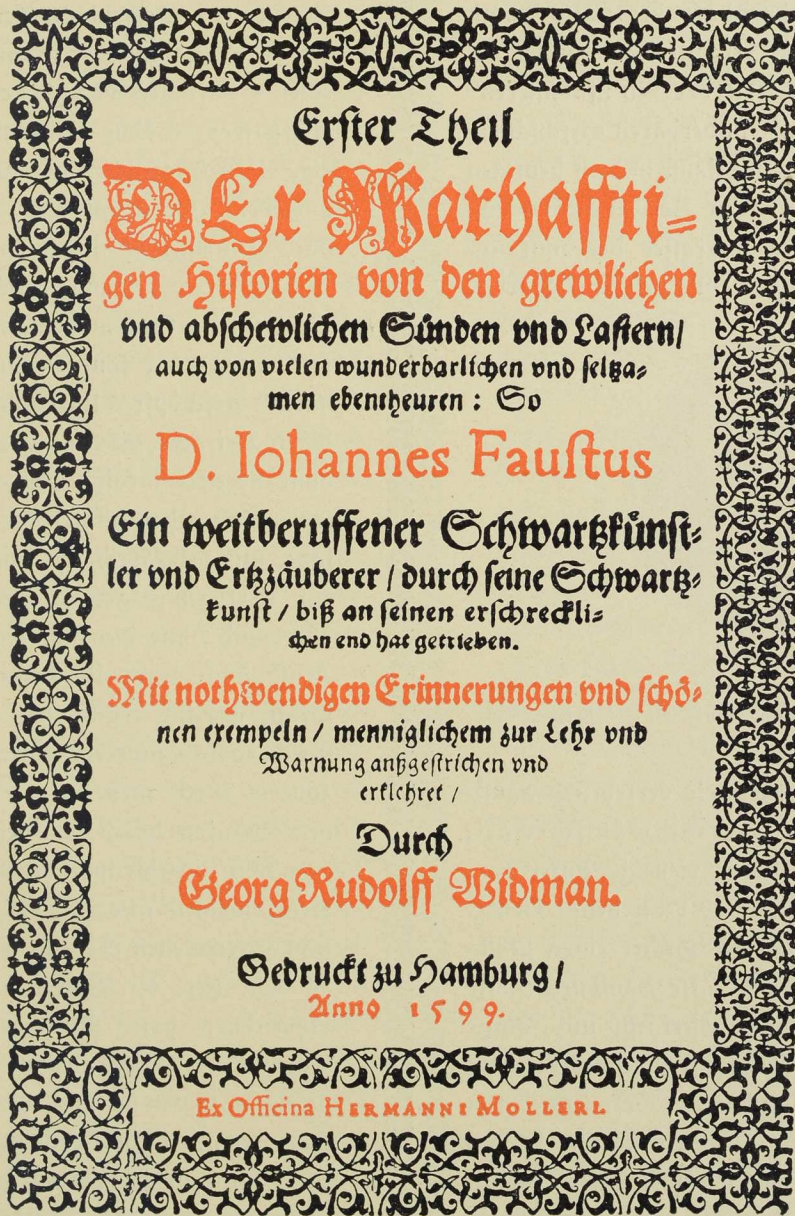 Erster Theil
DEr Warhaffti=
gen Historien von den grewlichen
vnd abschewlichen Sünden vnd Lastern/
auch von vielen wunderbarlichen vnd seltza=
men ebentheuren : So
D. Iohannes Fauſtus
Ein weitberuffener Schwartzkünst=
ler vnd Ertzzäuberer / durch seine Schwartz=
kunst / biß an seinen erschreckli=
chen end hat getrieben.
Mit nothwendigen Erinnerungen vnd schö=
nen exempeln / menniglichem zur Lehr vnd
Warnung außgestrichen vnd
erklehret /
Durch
Georg Rudolff Widman.
Gedruckt zu Hamburg /
Anno 1599.
Ex Officina HERMANNI MOLLERI.